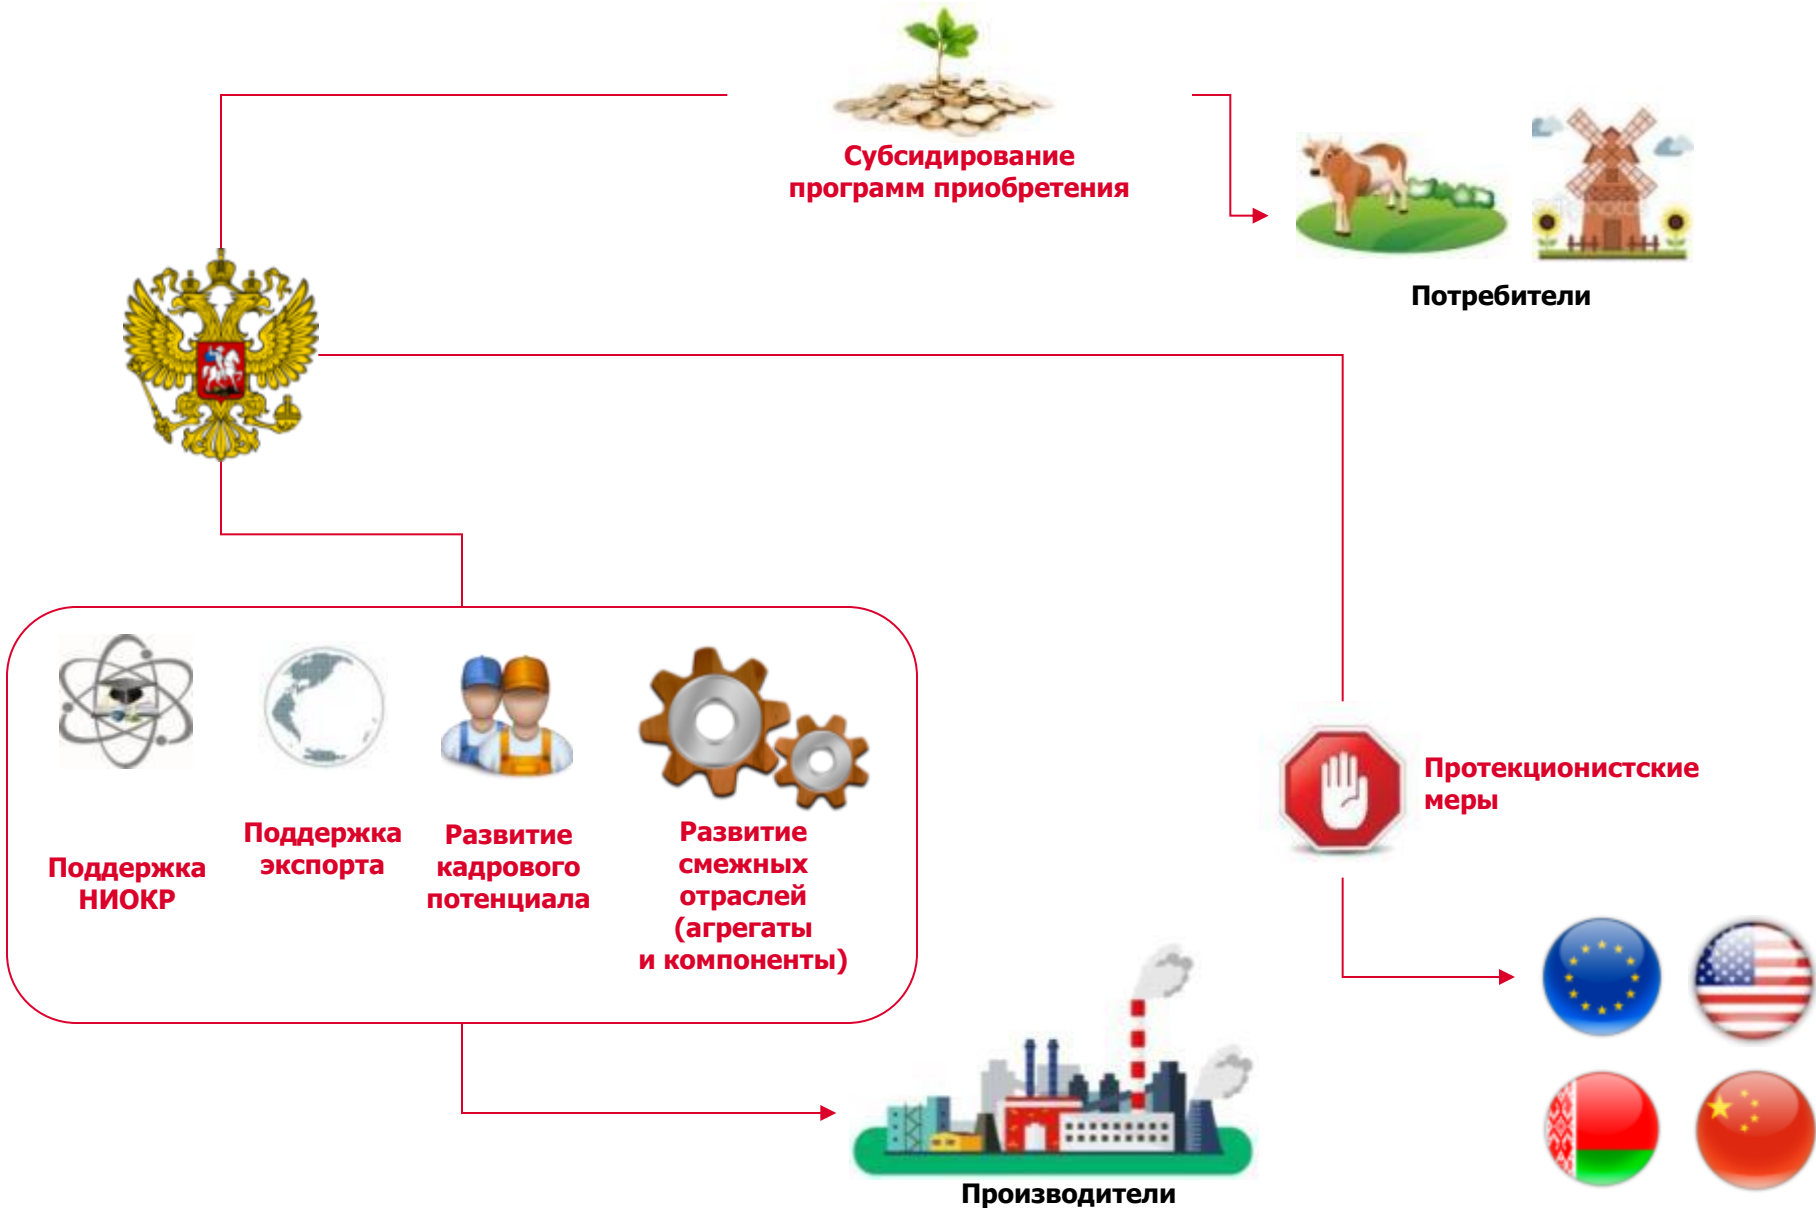 Субсидирование
программ приобретения
Потребители
Протекционистские
меры
Поддержка
НИОКР
Поддержка
экспорта
Развитие
кадрового
потенциала
Развитие
смежных
отраслей
(агрегаты
и компоненты)
Производители